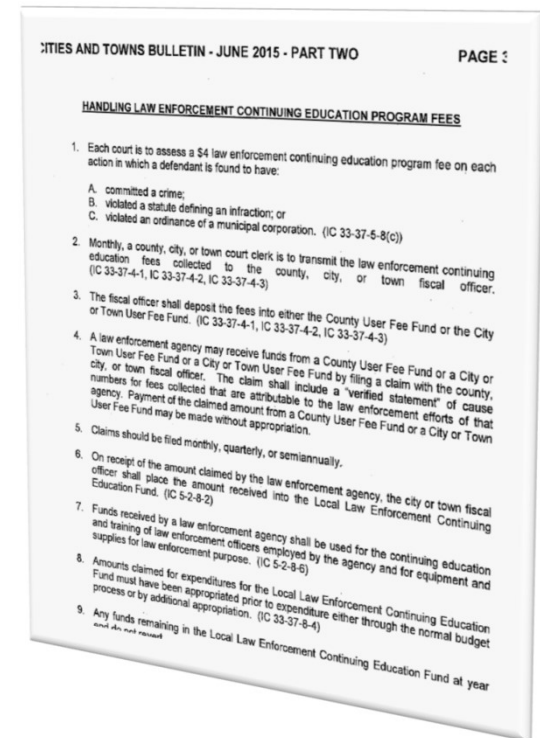 CITIES AND TOWNS BULLETIN - JUNE 2015 - PART TWO PAGE 3
HANDLING LAW ENFORCEMENT CONTINUING EDUCATION PROGRAM FEES
1. Each court is to assess a $4 law enforcement continuing education program fee on each
action in which a defendant is found to have:
A. committed a crime;
B. violated a statute defining an infraction; or
C. violated an ordinance of a municipal corporation. (IC 33-37-5-8(c))
2. Monthly, a county, city, or town court clerk is to transmit the law enforcement continuing
education fees collected to the county, city, or town fiscal officer.
(IC 33-37-4-1, IC 33-37-4-2, IC 33-37-4-3)
3. The fiscal officer shall deposit the fees into either the County User Fee Fund or the City
or Town User Fee Fund. (IC 33-37-4-1, IC 33-37-4-2, IC 33-37-4-3)
4. A law enforcement agency may receive funds from a County User Fee Fund or a City or
Town User Fee Fund or a City or Town User Fee Fund by filing a claim with the county,
city, or town fiscal officer. The claim shall include a "verified statement" of cause
numbers for fees collected that are attributable to the law enforcement efforts of that
agency. Payment of the claimed amount from a County User Fee Fund or a City or Town
User Fee Fund may be made without appropriation.
5. Claims should be filed monthly, quarterly, or semiannually.
6. On receipt of the amount claimed by the law enforcement agency, the city or town fiscal
officer shall place the amount received into the Local Law Enforcement Continuing
Education Fund. (IC 5-2-8-2)
7. Funds received by a law enforcement agency shall be used for the continuing education
and training of law enforcement officers employed by the agency and for equipment and
supplies for law enforcement purpose. (IC 5-2-8-6)
8. Amounts claimed for expenditures for the Local Law Enforcement Continuing Education
Fund must have been appropriated prior to expenditure either through the normal budget
process or by additional appropriation. (IC 33-37-8-4)
9. Any funds remaining in the Local Law Enforcement Continuing Education Fund at year
end do not revert